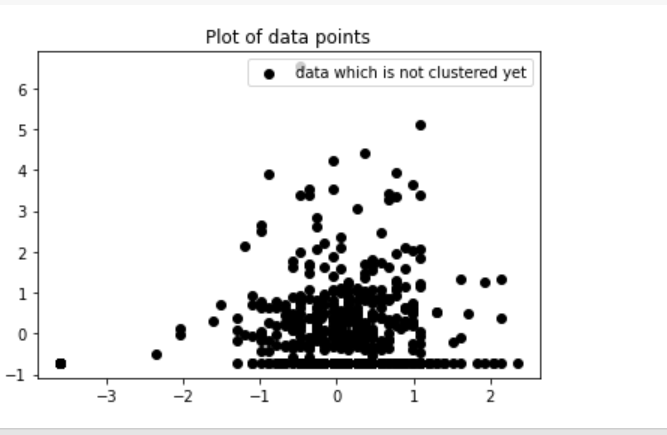 Plot of data points
data which is not clustered yet
6
5
4
3
2
1
0
−1
−3 −2 −1 0 1 2